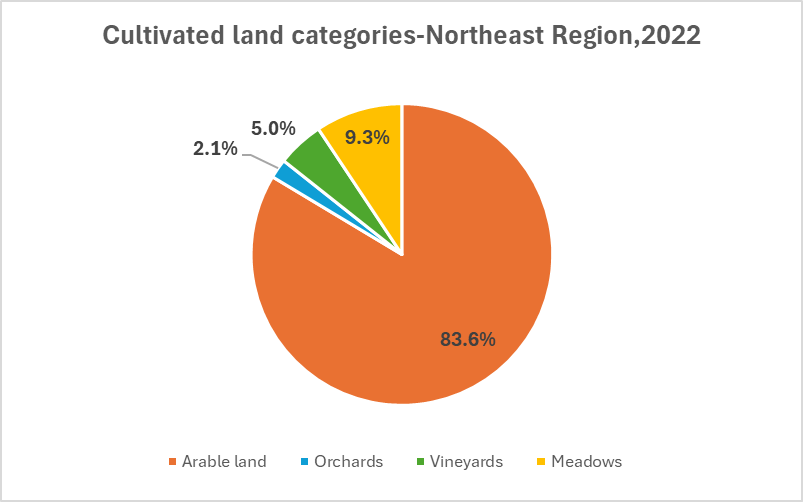 Cultivated land categories-Northeast Region,2022
5.0%
9.3%
2.1%
83.6%
Arable land Orchards Vineyards Meadows